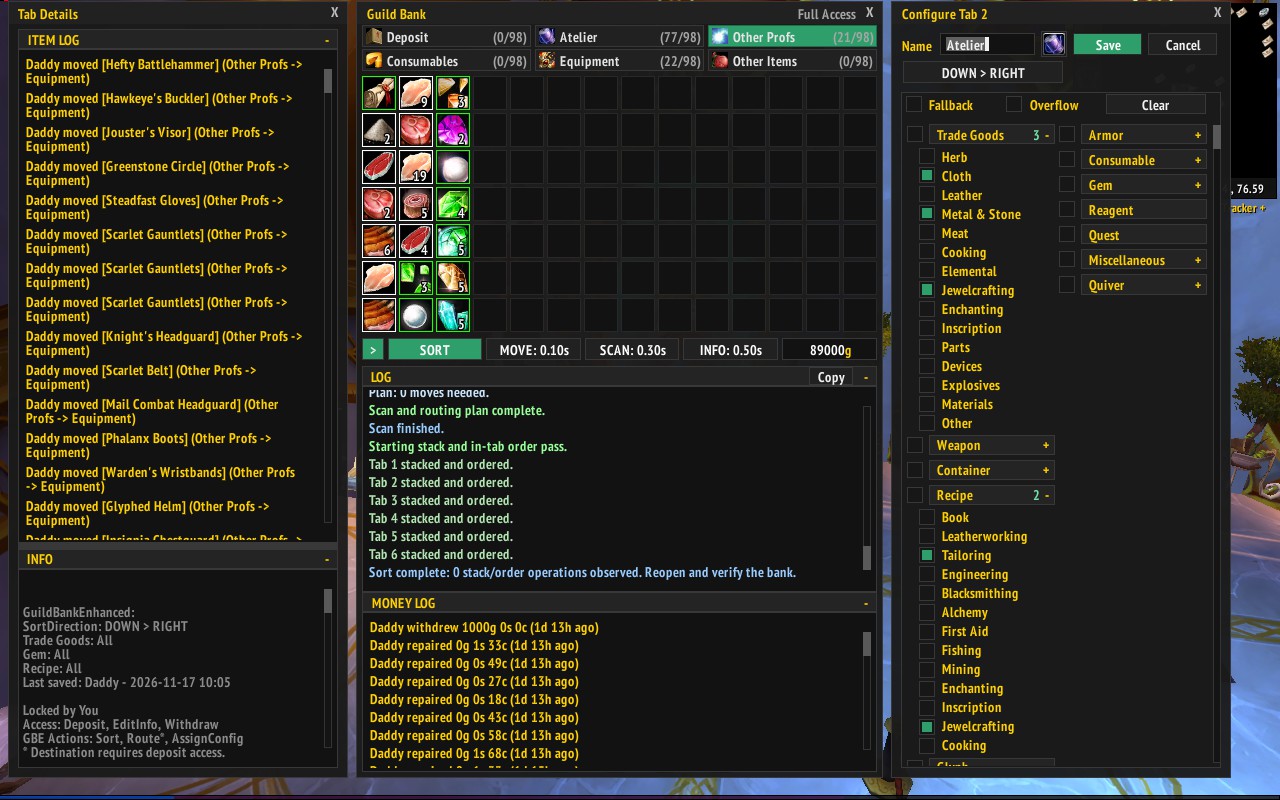 Tab Details
X
ITEM LOG
-
Daddy moved [Hefty Battlehammer] (Other Profs ->
Equipment)
Daddy moved [Hawkeye's Buckler] (Other Profs ->
Equipment)
Daddy moved [Jouster's Visor] (Other Profs ->
Equipment)
Daddy moved [Greenstone Circle] (Other Profs ->
Equipment)
Daddy moved [Steadfast Gloves] (Other Profs ->
Equipment)
Daddy moved [Scarlet Gauntlets] (Other Profs ->
Equipment)
Daddy moved [Scarlet Gauntlets] (Other Profs ->
Equipment)
Daddy moved [Scarlet Gauntlets] (Other Profs ->
Equipment)
Daddy moved [Knight's Headguard] (Other Profs ->
Equipment)
Daddy moved [Scarlet Belt] (Other Profs ->
Equipment)
Daddy moved [Mail Combat Headguard] (Other
Profs -> Equipment)
Daddy moved [Phalanx Boots] (Other Profs ->
Equipment)
Daddy moved [Warden's Wristbands] (Other Profs
-> Equipment)
Daddy moved [Glyphed Helm] (Other Profs ->
Equipment)
Daddy moved [Insignia Chestguard] (Other Profs ->
INFO
-
GuildBankEnhanced:
SortDirection: DOWN > RIGHT
Trade Goods: All
Gem: All
Recipe: All
Last saved: Daddy - 2026-11-17 10:05
Locked by You
Access: Deposit, EditInfo, Withdraw
GBE Actions: Sort, Route*, AssignConfig
* Destination requires deposit access.
Guild Bank
Full Access
X
Deposit (0/98)
Atelier (77/98)
Other Profs (21/98)
Consumables (0/98)
Equipment (22/98)
Other Items (0/98)
9 3
2 2
19
2 5 4
6 4 5
3 5
5
>
SORT
MOVE: 0.10s
SCAN: 0.30s
INFO: 0.50s
89000g
LOG
Copy
-
Plan: 0 moves needed.
Scan and routing plan complete.
Scan finished.
Starting stack and in-tab order pass.
Tab 1 stacked and ordered.
Tab 2 stacked and ordered.
Tab 3 stacked and ordered.
Tab 4 stacked and ordered.
Tab 5 stacked and ordered.
Tab 6 stacked and ordered.
Sort complete: 0 stack/order operations observed. Reopen and verify the bank.
MONEY LOG
-
Daddy withdrew 1000g 0s 0c (1d 13h ago)
Daddy repaired 0g 1s 33c (1d 13h ago)
Daddy repaired 0g 0s 49c (1d 13h ago)
Daddy repaired 0g 0s 27c (1d 13h ago)
Daddy repaired 0g 0s 18c (1d 13h ago)
Daddy repaired 0g 0s 43c (1d 13h ago)
Daddy repaired 0g 0s 58c (1d 13h ago)
Daddy repaired 0g 1s 68c (1d 13h ago)
Configure Tab 2
X
Name
Atelier
Save
Cancel
DOWN > RIGHT
Fallback
Overflow
Clear
Trade Goods 3 -
Herb
Cloth
Leather
Metal & Stone
Meat
Cooking
Elemental
Jewelcrafting
Enchanting
Inscription
Parts
Devices
Explosives
Materials
Other
Weapon +
Container +
Recipe 2 -
Book
Leatherworking
Tailoring
Engineering
Blacksmithing
Alchemy
First Aid
Fishing
Mining
Enchanting
Inscription
Jewelcrafting
Cooking
Glyph
Armor +
Consumable +
Gem +
Reagent
Quest
Miscellaneous +
Quiver +
, 76.59
acker +